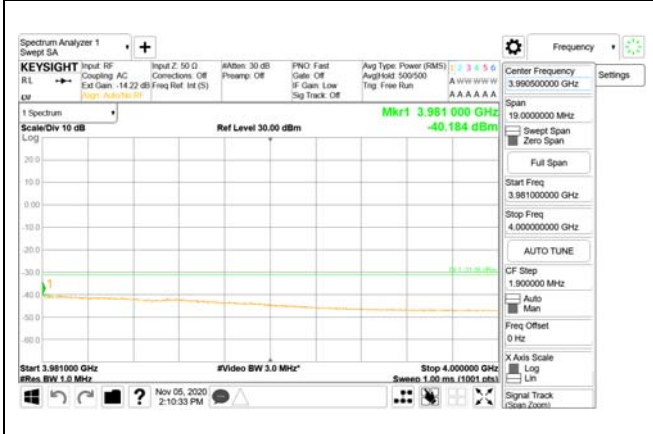 Spectrum Analyzer 1
Swept SA
Frequency
KEYSIGHT
RL
Input: RF
Coupling: AC
Ext Gain: -14.22 dB
Align: Auto/No RF
Input Z: 50 Ω
Corrections: Off
Freq Ref: Int (S)
#Atten: 30 dB
Preamp: Off
PNO: Fast
Gate: Off
IF Gain: Low
Sig Track: Off
Avg Type: Power (RMS)
Avg|Hold: 500/500
Trig: Free Run
1 2 3 4 5 6
A W W W W W
A A A A A A
Center Frequency
3.990500000 GHz
Settings
Span
19.0000000 MHz
Swept Span
Zero Span
Full Span
Start Freq
3.981000000 GHz
Stop Freq
4.000000000 GHz
AUTO TUNE
CF Step
1.900000 MHz
Auto
Man
Freq Offset
0 Hz
X Axis Scale
Log
Lin
Signal Track
(Span Zoom)
1 Spectrum
Scale/Div 10 dB
Ref Level 30.00 dBm
Mkr1 3.981 000 GHz
-40.184 dBm
Log
20.0
10.0
0.00
-10.0
-20.0
-30.0
-40.0
-50.0
-60.0
1
Start 3.981000 GHz
#Res BW 1.0 MHz
#Video BW 3.0 MHz*
Stop 4.000000 GHz
Sweep 1.00 ms (1001 pts)
Nov 05, 2020
2:10:33 PM